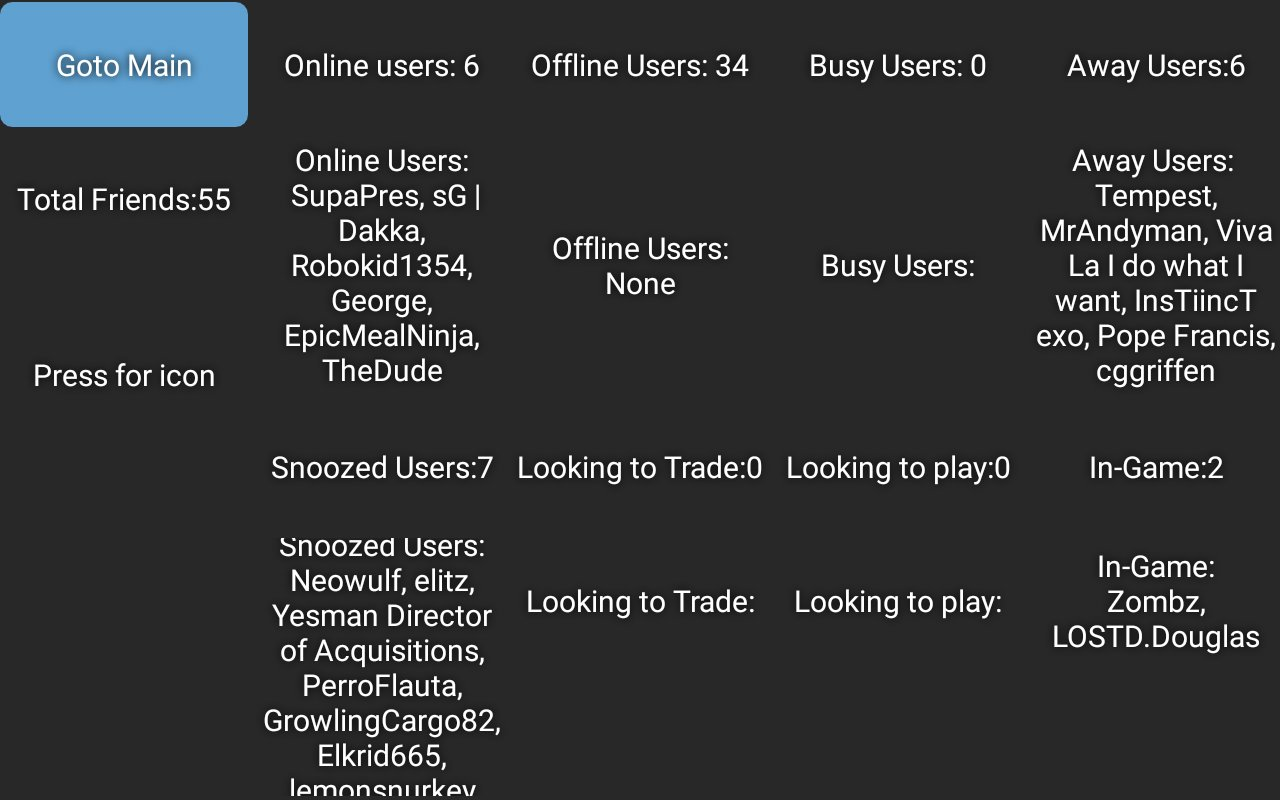 Goto Main
Online users: 6
Offline Users: 34
Busy Users: 0
Away Users:6
Total Friends:55
Online Users:
SupaPres, sG |
Dakka,
Robokid1354,
George,
EpicMealNinja,
TheDude
Offline Users:
None
Busy Users:
Away Users:
Tempest,
MrAndyman, Viva
La I do what I
want, InsTiincT
exo, Pope Francis,
cggriffen
Press for icon
Snoozed Users:7
Looking to Trade:0
Looking to play:0
In-Game:2
Snoozed Users:
Neowulf, elitz,
Yesman Director
of Acquisitions,
PerroFlauta,
GrowlingCargo82,
Elkrid665,
lemonsnurkey
Looking to Trade:
Looking to play:
In-Game:
Zombz,
LOSTD.Douglas